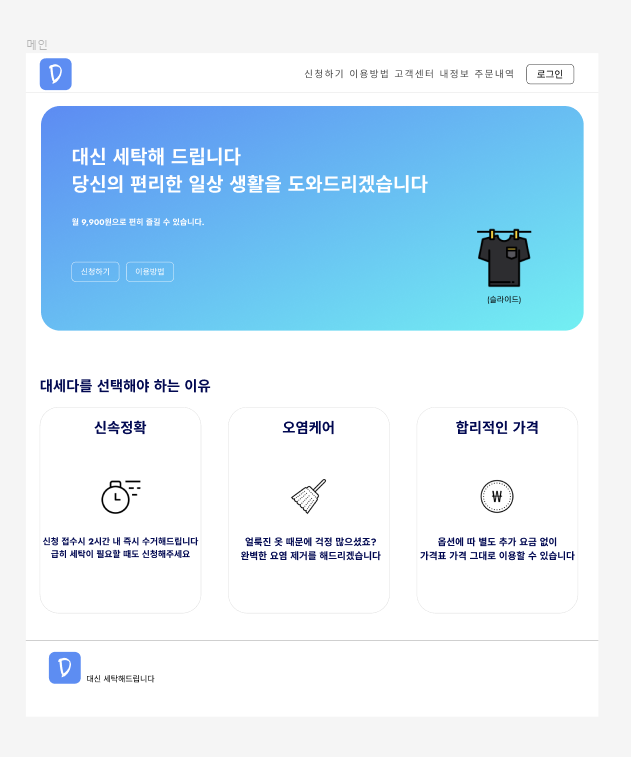 메인
D
신청하기 이용방법 고객센터 내정보 주문내역 로그인
대신 세탁해 드립니다
당신의 편리한 일상 생활을 도와드리겠습니다
월 9,900원으로 편히 즐길 수 있습니다.
신청하기 이용방법
(슬라이드)
대세다를 선택해야 하는 이유
신속정확
신청 접수시 2시간 내 즉시 수거해드립니다
급히 세탁이 필요할 때도 신청해주세요
오염케어
얼룩진 옷 때문에 걱정 많으셨죠?
완벽한 요염 제거를 해드리겠습니다
합리적인 가격
₩
옵션에 따 별도 추가 요금 없이
가격표 가격 그대로 이용할 수 있습니다
D
대신 세탁해드립니다